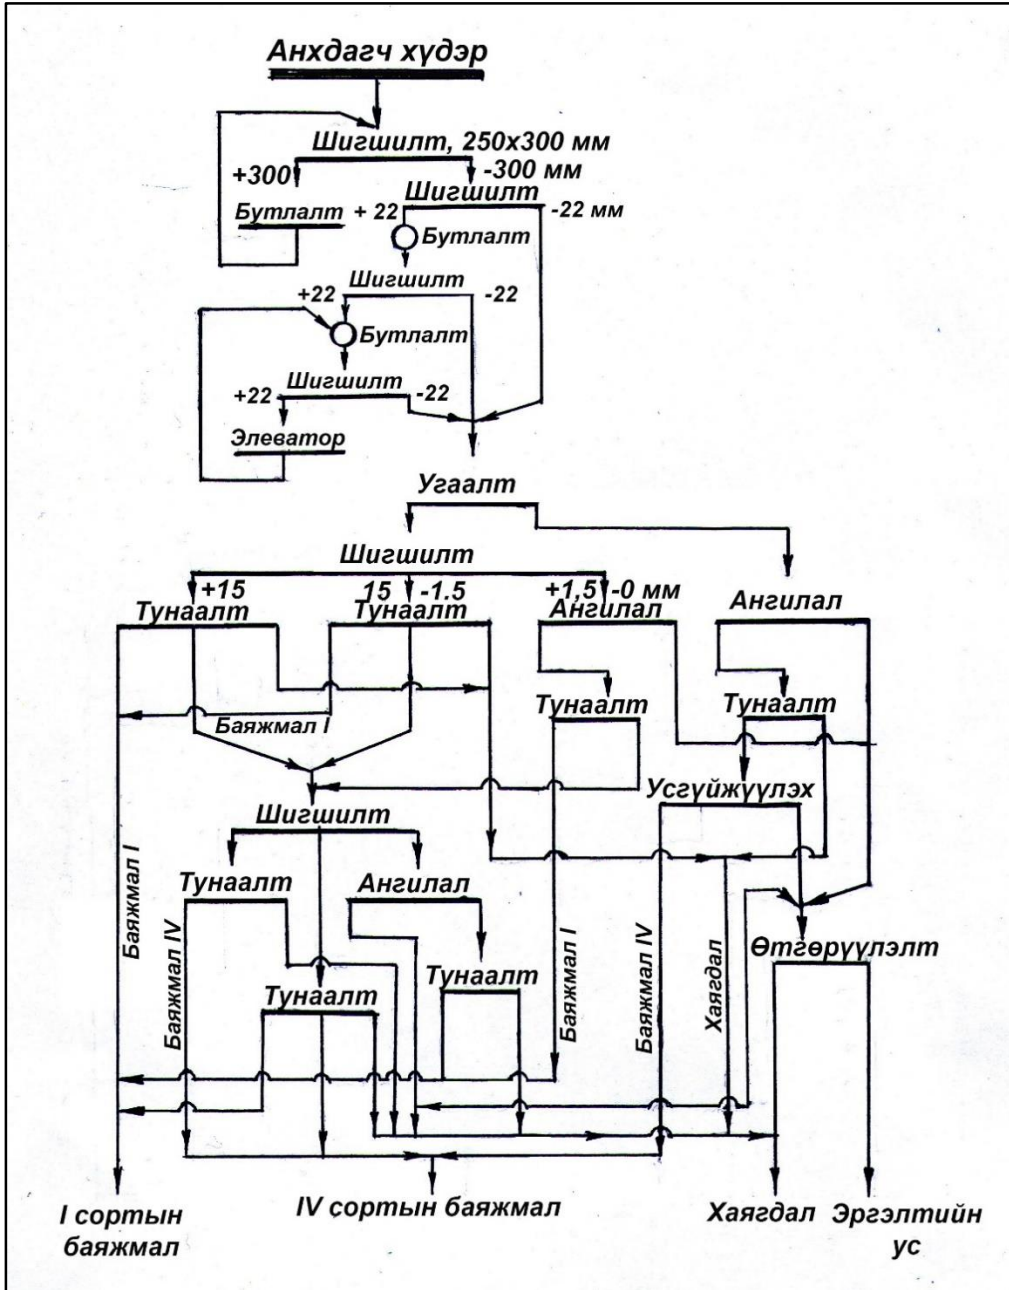 Анхдагч хүдэр
Шигшилт, 250х300 мм
+300
-300 мм
Шигшилт
Бутлалт
+ 22
-22 мм
Бутлалт
Шигшилт
+22
-22
Бутлалт
Шигшилт
+22
-22
Элеватор
Угаалт
Шигшилт
+15
15
-1.5
+1,5
-0 мм
Тунаалт
Тунаалт
Ангилал
Ангилал
Тунаалт
Тунаалт
Баяжмал I
Усгүйжүүлэх
Шигшилт
Тунаалт
Ангилал
Баяжмал I
Баяжмал IV
Тунаалт
Тунаалт
Баяжмал I
Баяжмал IV
Хаягдал
Өтгөрүүлэлт
I сортын
баяжмал
IV сортын баяжмал
Хаягдал
Эргэлтийн
ус